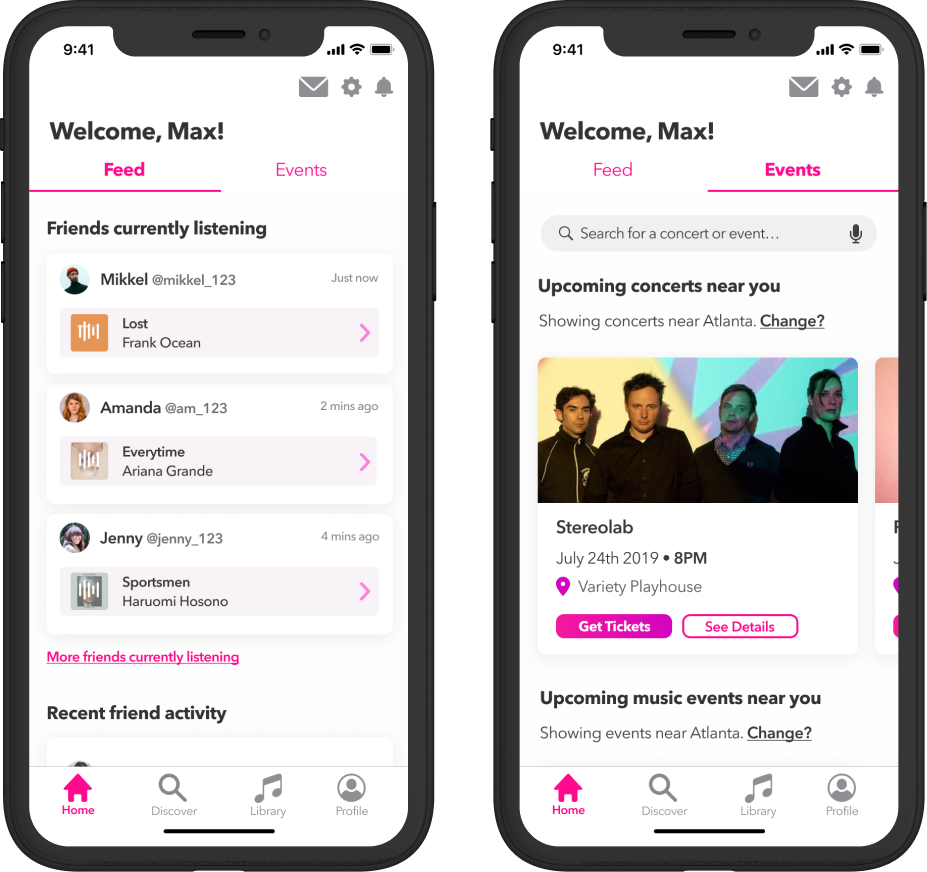 9:41
Welcome, Max!
Feed Events
Friends currently listening
Mikkel @mikkel_123 Just now
Lost
Frank Ocean
Amanda @am_123 2 mins ago
Everytime
Ariana Grande
Jenny @jenny_123 4 mins ago
Sportsmen
Haruomi Hosono
More friends currently listening
Recent friend activity
Home Discover Library Profile
9:41
Welcome, Max!
Feed Events
Search for a concert or event...
Upcoming concerts near you
Showing concerts near Atlanta. Change?
Stereolab
July 24th 2019 • 8PM
Variety Playhouse
Get Tickets See Details
Upcoming music events near you
Showing events near Atlanta. Change?
Home Discover Library Profile